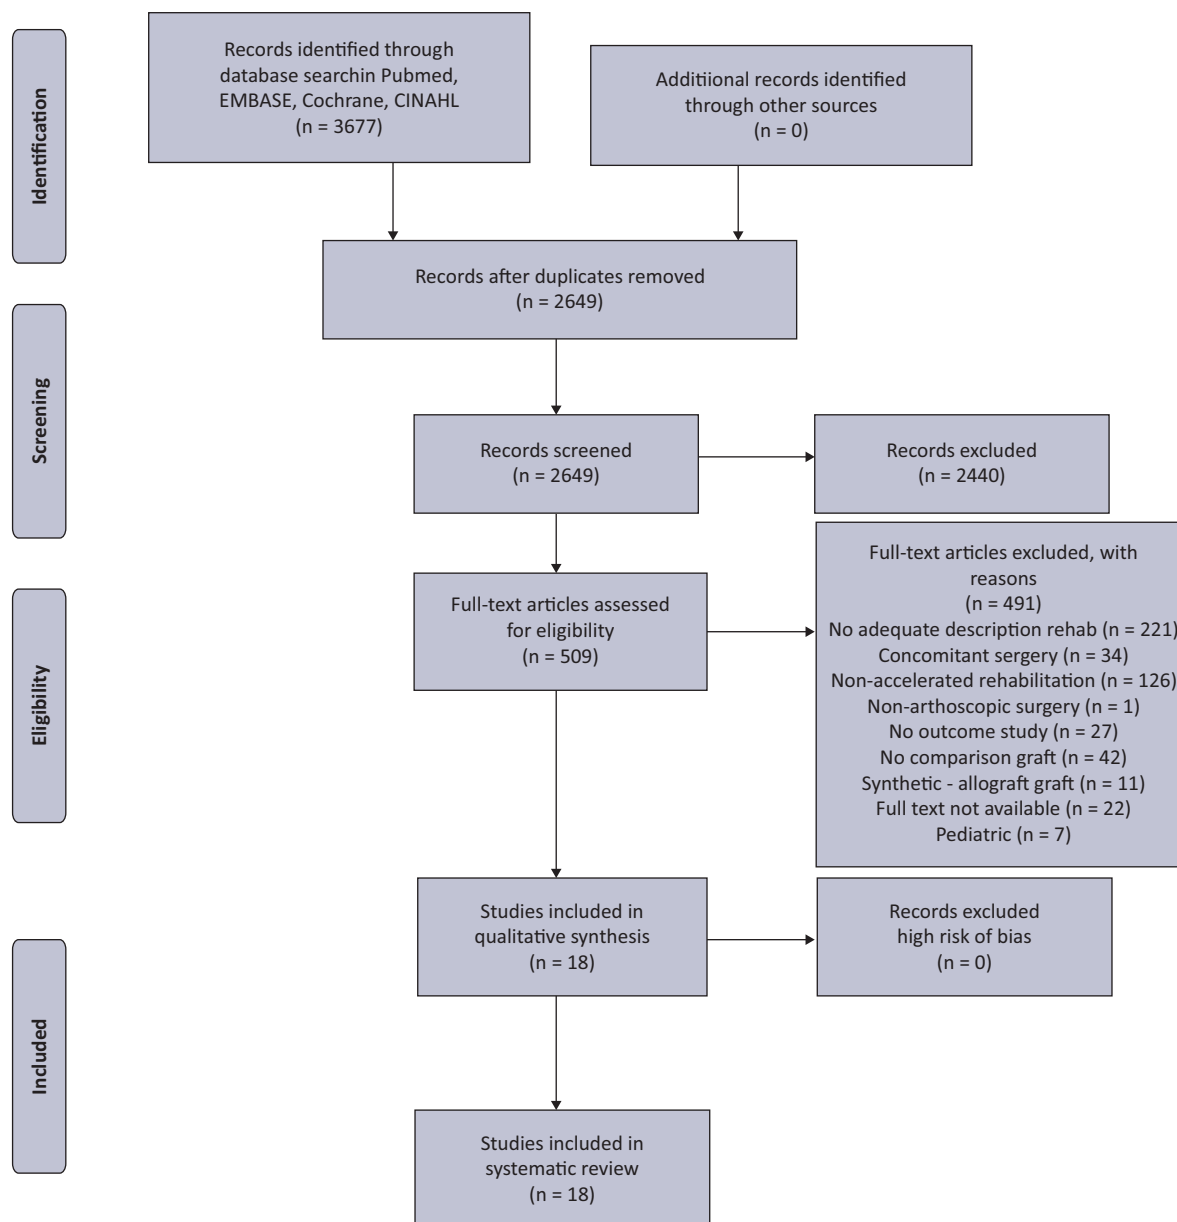 Identification
Records identified through
database searchin Pubmed,
EMBASE, Cochrane, CINAHL
(n = 3677)
Additional records identified
through other sources
(n = 0)
Records after duplicates removed
(n = 2649)
Screening
Records screened
(n = 2649)
Records excluded
(n = 2440)
Eligibility
Full-text articles assessed
for eligibility
(n = 509)
Full-text articles excluded, with
reasons
(n = 491)
No adequate description rehab (n = 221)
Concomitant sergery (n = 34)
Non-accelerated rehabilitation (n = 126)
Non-arthoscopic surgery (n = 1)
No outcome study (n = 27)
No comparison graft (n = 42)
Synthetic - allograft graft (n = 11)
Full text not available (n = 22)
Pediatric (n = 7)
Included
Studies included in
qualitative synthesis
(n = 18)
Records excluded
high risk of bias
(n = 0)
Studies included in
systematic review
(n = 18)